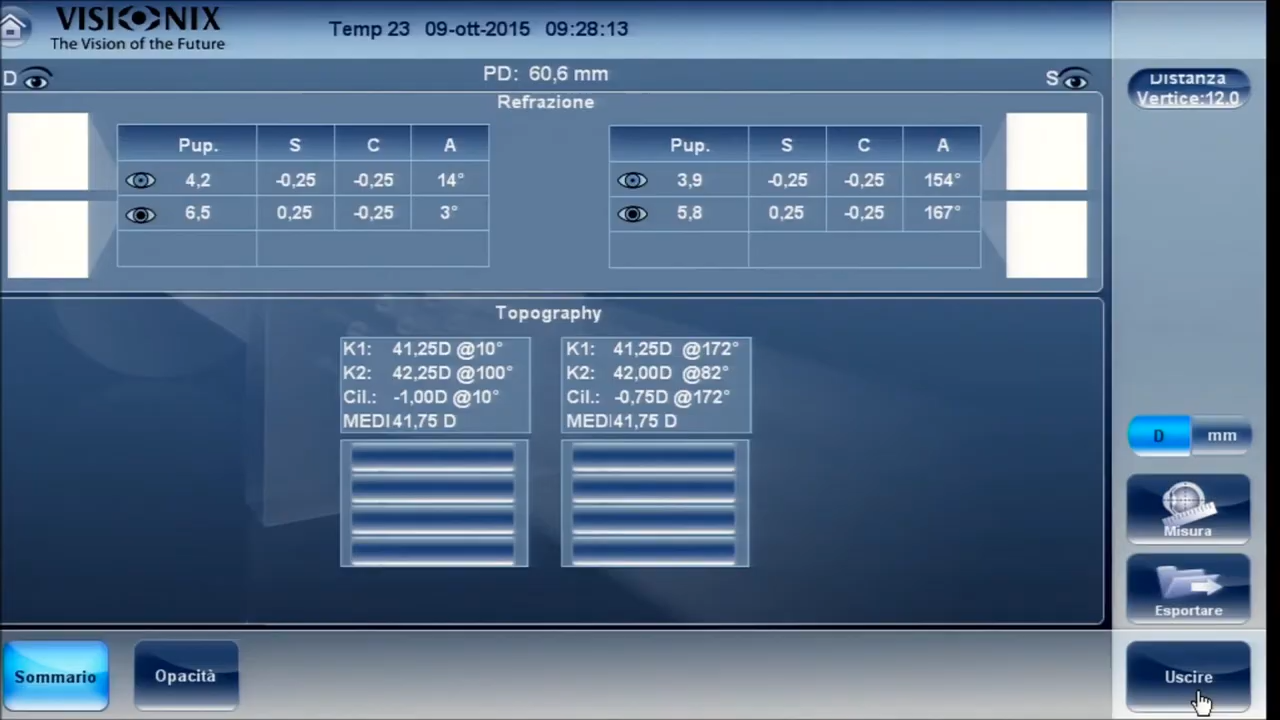 VISIONIX
The Vision of the Future
Temp 23 09-ott-2015 09:28:13
D
PD: 60,6 mm
S
Distanza
Vertice:12.0
Refrazione
Pup. S C A
4,2 -0,25 -0,25 14°
6,5 0,25 -0,25 3°
Pup. S C A
3,9 -0,25 -0,25 154°
5,8 0,25 -0,25 167°
Topography
K1: 41,25D @10°
K2: 42,25D @100°
Cil.: -1,00D @10°
MEDI 41,75 D
K1: 41,25D @172°
K2: 42,00D @82°
Cil.: -0,75D @172°
MEDI 41,75 D
D mm
Misura
Esportare
Sommario
Opacità
Uscire